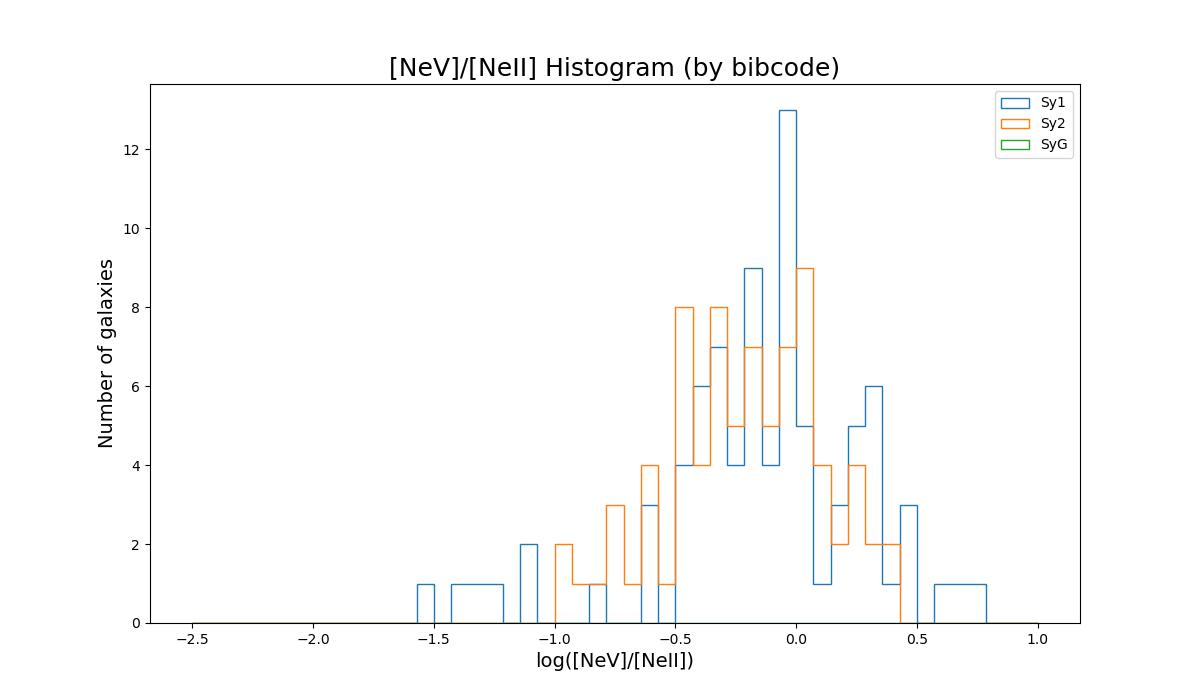 [NeV]/[NeII] Histogram (by bibcode)
Sy1
Sy2
SyG
12
10
8
6
4
2
0
Number of galaxies
−2.5 −2.0 −1.5 −1.0 −0.5 0.0 0.5 1.0
log([NeV]/[NeII])